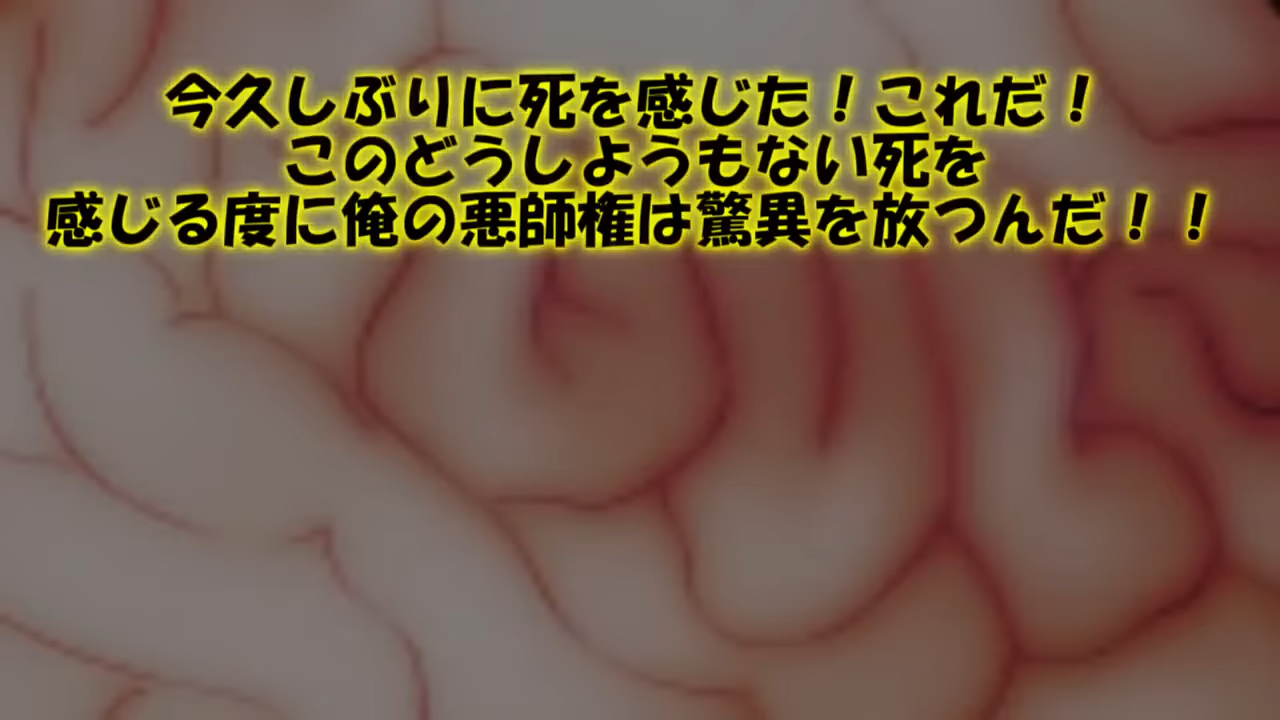 今久しぶりに死を感じた！これだ！
このどうしようもない死を
感じる度に俺の悪師権は驚異を放つんだ！！